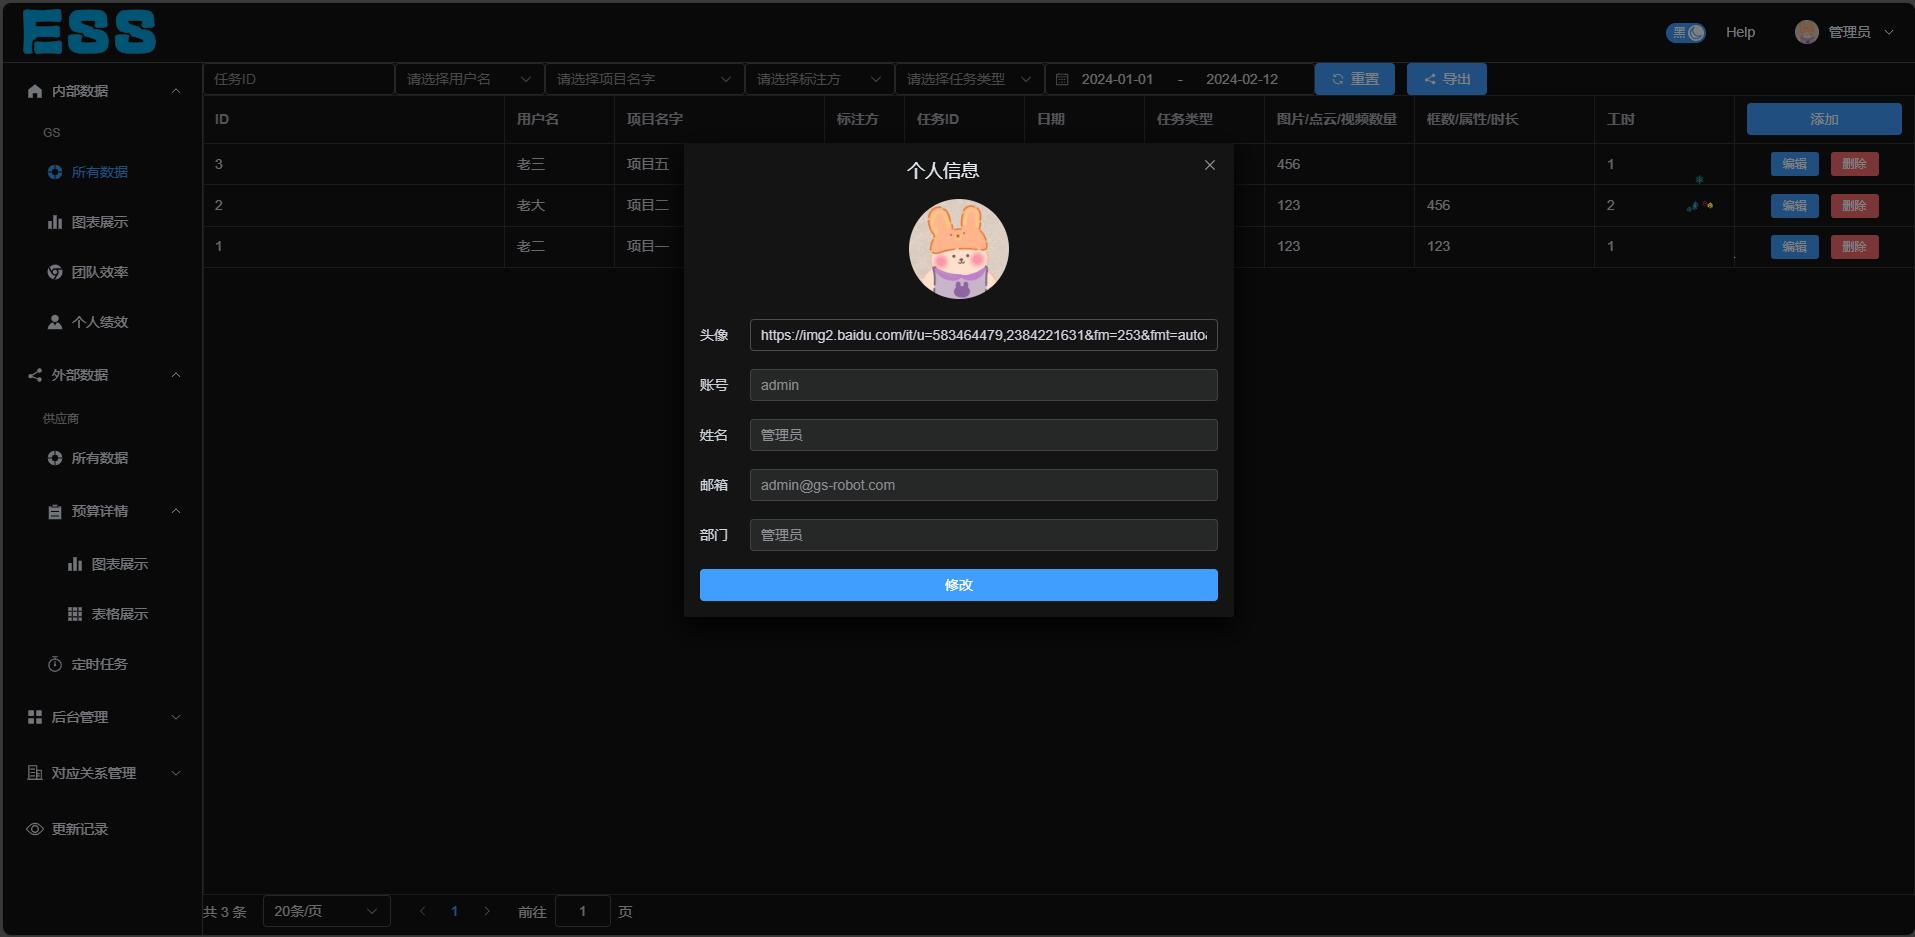 ESS
黑
Help
管理员
内部数据
GS
所有数据
图表展示
团队效率
个人绩效
外部数据
供应商
所有数据
预算详情
图表展示
表格展示
定时任务
后台管理
对应关系管理
更新记录
任务ID
请选择用户名
请选择项目名字
请选择标注方
请选择任务类型
2024-01-01 - 2024-02-12
重置
导出
ID 用户名 项目名字 标注方 任务ID 日期 任务类型 图片/点云/视频数量 框数/属性/时长 工时 添加
3 老三 项目五 456 1 编辑 删除
2 老大 项目二 123 456 2 编辑 删除
1 老二 项目一 123 123 1 编辑 删除
个人信息
头像 https://img2.baidu.com/it/u=583464479,2384221631&fm=253&fmt=auto&
账号 admin
姓名 管理员
邮箱 admin@gs-robot.com
部门 管理员
修改
共 3 条 20条/页 1 前往 1 页